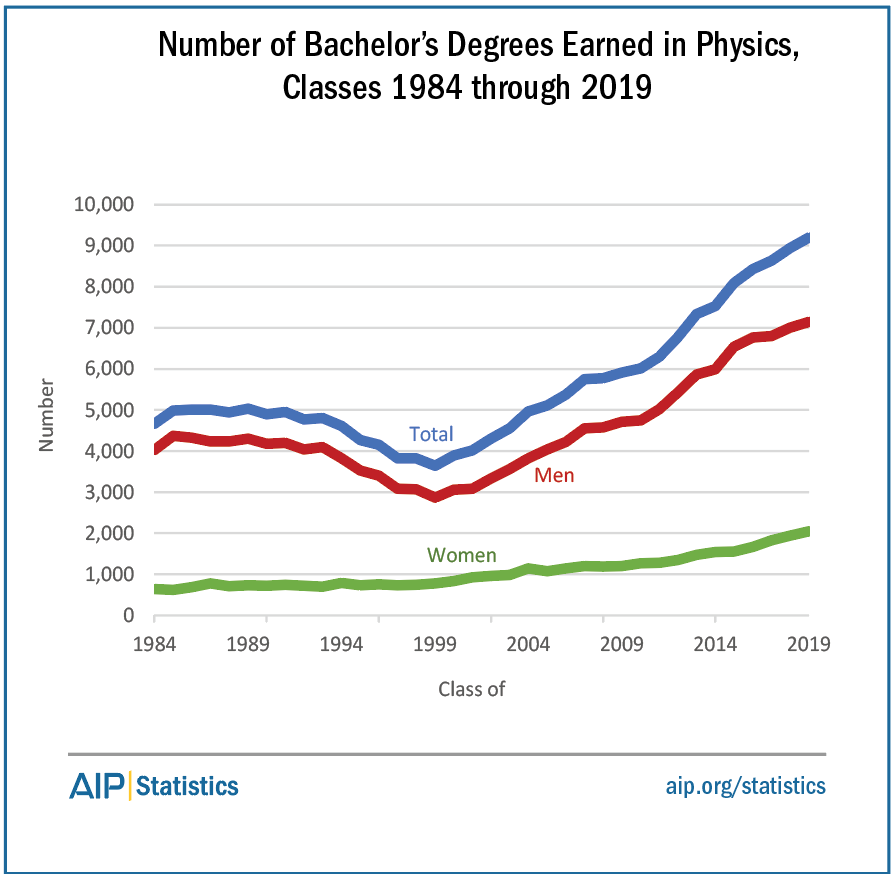 Number of Bachelor’s Degrees Earned in Physics,
Classes 1984 through 2019
10,000
9,000
8,000
7,000
6,000
5,000
4,000
3,000
2,000
1,000
0
Number
Total
Men
Women
1984 1989 1994 1999 2004 2009 2014 2019
Class of
AIP Statistics
aip.org/statistics